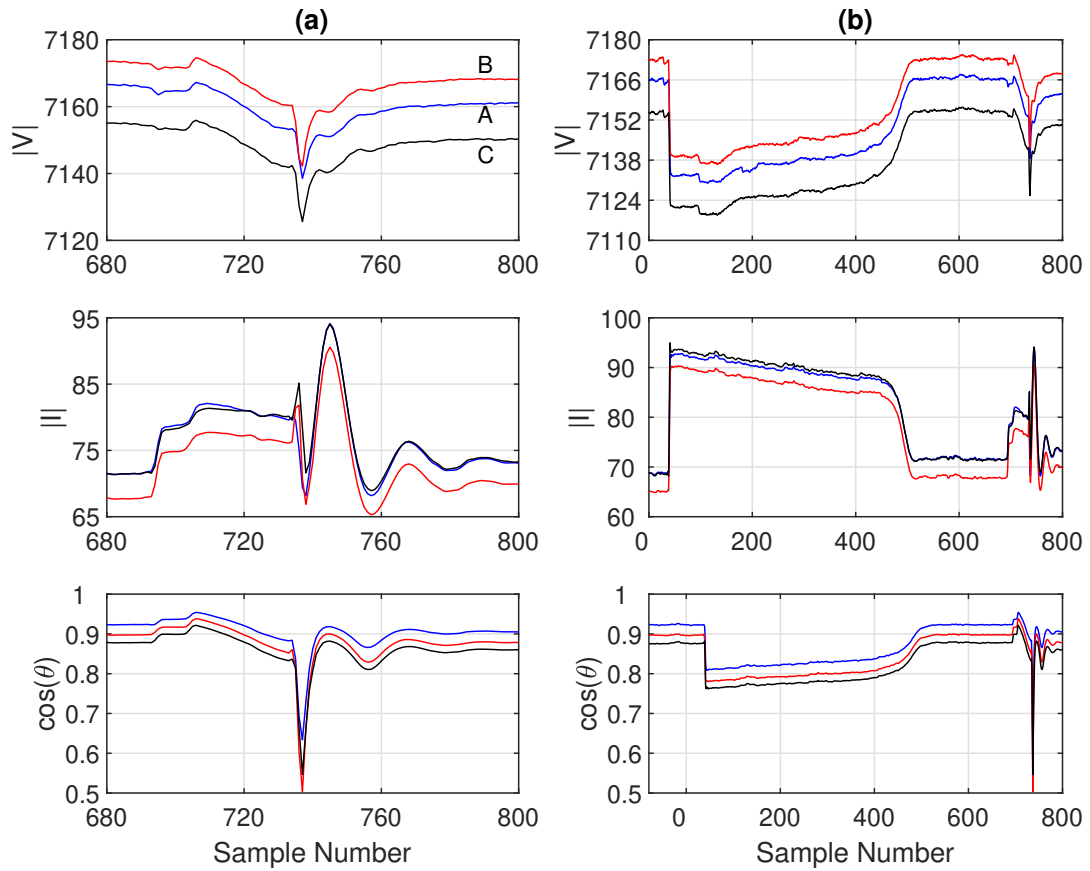 (a)
7180
7160
7140
7120
|V|
B
A
C
680 720 760 800
(b)
7180
7166
7152
7138
7124
7110
|V|
0 200 400 600 800
95
85
75
65
|I|
680 720 760 800
100
90
80
70
60
|I|
0 200 400 600 800
1
0.9
0.8
0.7
0.6
0.5
cos(θ)
680 720 760 800
Sample Number
1
0.9
0.8
0.7
0.6
0.5
cos(θ)
0 200 400 600 800
Sample Number